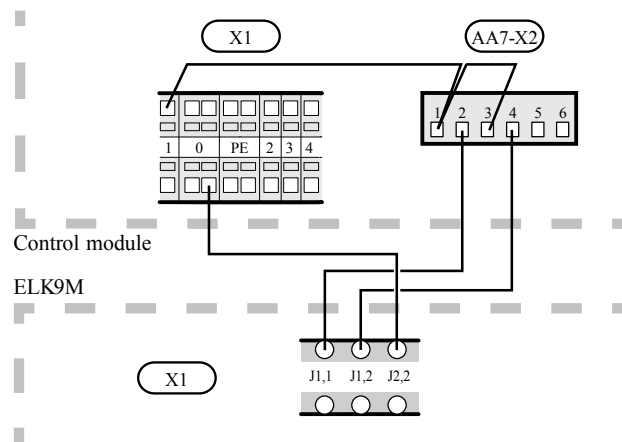 X1 AA7-X2
1 2 3 4 5 6
1 0 PE 2 3 4
Control module
ELK9M
X1
J1,1 J1,2 J2,2